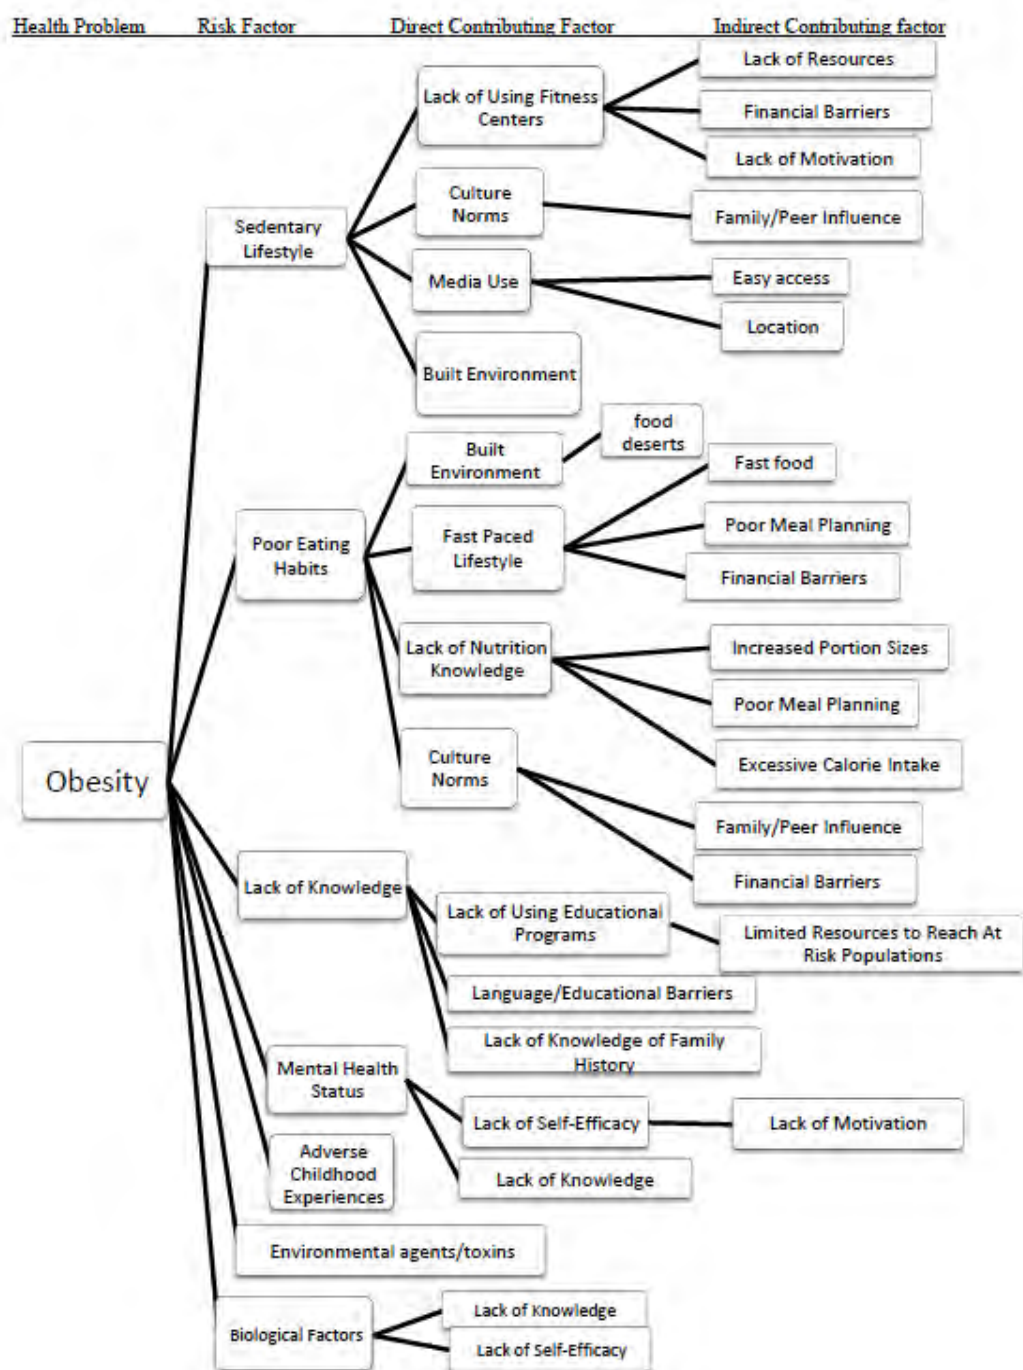 Health Problem Risk Factor Direct Contributing Factor Indirect Contributing factor
Lack of Resources
Lack of Using Fitness
Centers
Financial Barriers
Lack of Motivation
Culture
Norms
Family/Peer Influence
Sedentary
Lifestyle
Media Use
Easy access
Location
Built Environment
Built
Environment
food
deserts
Fast food
Poor Eating
Habits
Fast Paced
Lifestyle
Poor Meal Planning
Financial Barriers
Lack of Nutrition
Knowledge
Increased Portion Sizes
Poor Meal Planning
Excessive Calorie Intake
Culture
Norms
Obesity
Family/Peer Influence
Financial Barriers
Lack of Knowledge
Lack of Using Educational
Programs
Limited Resources to Reach At
Risk Populations
Language/Educational Barriers
Lack of Knowledge of Family
History
Mental Health
Status
Lack of Self-Efficacy
Lack of Motivation
Lack of Knowledge
Adverse
Childhood
Experiences
Environmental agents/toxins
Biological Factors
Lack of Knowledge
Lack of Self-Efficacy